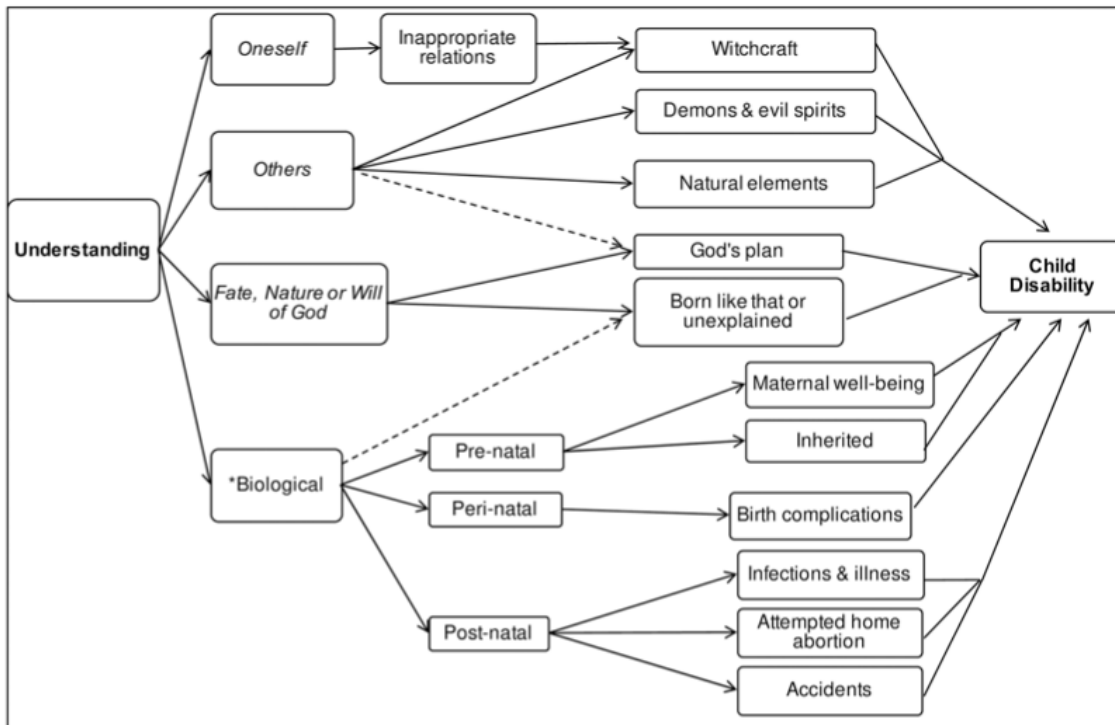 Understanding
Oneself
Inappropriate
relations
Witchcraft
Others
Demons & evil spirits
Natural elements
Fate, Nature or Will
of God
God's plan
Born like that or
unexplained
*Biological
Pre-natal
Maternal well-being
Inherited
Peri-natal
Birth complications
Post-natal
Infections & illness
Attempted home
abortion
Accidents
Child
Disability